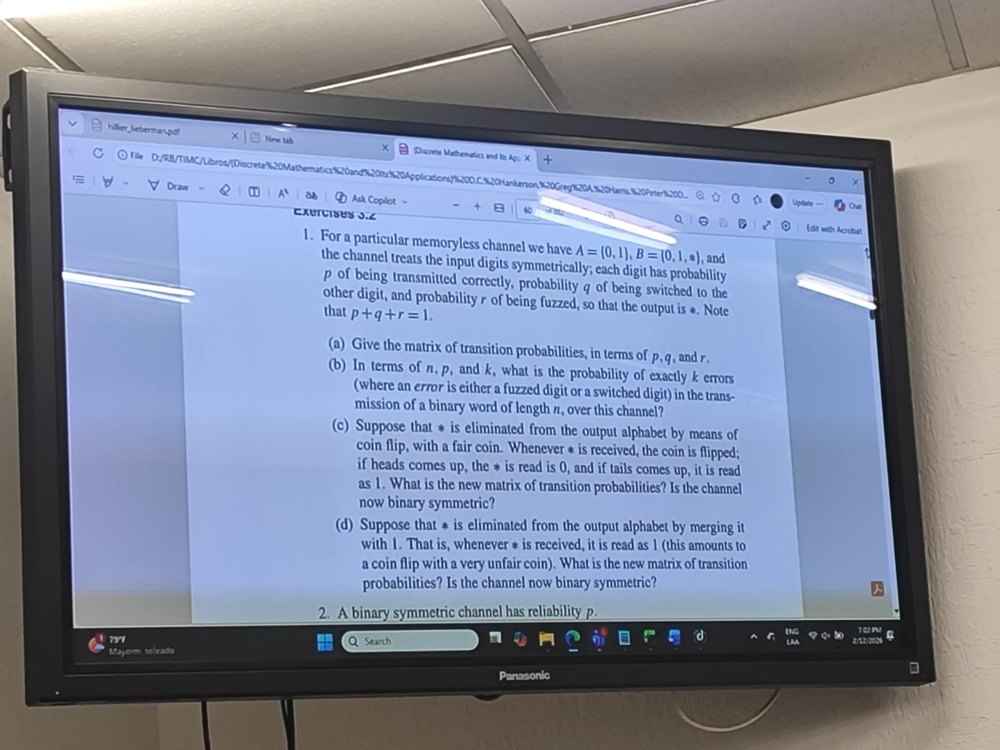 hillier_lieberman.pdf
New tab
(Discrete Mathematics and Its App
File D:/RB/TIMC/Libros/(Discrete%20Mathematics%20and%20Its%20Applications)%20D.C.%20Hankerson,%20Greg%20A.%20Harris,%20Peter%20D...
Update
Chat
Draw
Ask Copilot
60
Edit with Acrobat
Exercises 3.2
1. For a particular memoryless channel we have A = {0, 1}, B = {0, 1, *}, and
the channel treats the input digits symmetrically; each digit has probability
p of being transmitted correctly, probability q of being switched to the
other digit, and probability r of being fuzzed, so that the output is *. Note
that p+q+r = 1.
(a) Give the matrix of transition probabilities, in terms of p, q, and r.
(b) In terms of n, p, and k, what is the probability of exactly k errors
(where an error is either a fuzzed digit or a switched digit) in the trans-
mission of a binary word of length n, over this channel?
(c) Suppose that * is eliminated from the output alphabet by means of
coin flip, with a fair coin. Whenever * is received, the coin is flipped;
if heads comes up, the * is read is 0, and if tails comes up, it is read
as 1. What is the new matrix of transition probabilities? Is the channel
now binary symmetric?
(d) Suppose that * is eliminated from the output alphabet by merging it
with 1. That is, whenever * is received, it is read as 1 (this amounts to
a coin flip with a very unfair coin). What is the new matrix of transition
probabilities? Is the channel now binary symmetric?
2. A binary symmetric channel has reliability p.
79°F
Mayorm soleado
Search
ENG
LAA
7:02 PM
2/12/2026
Panasonic